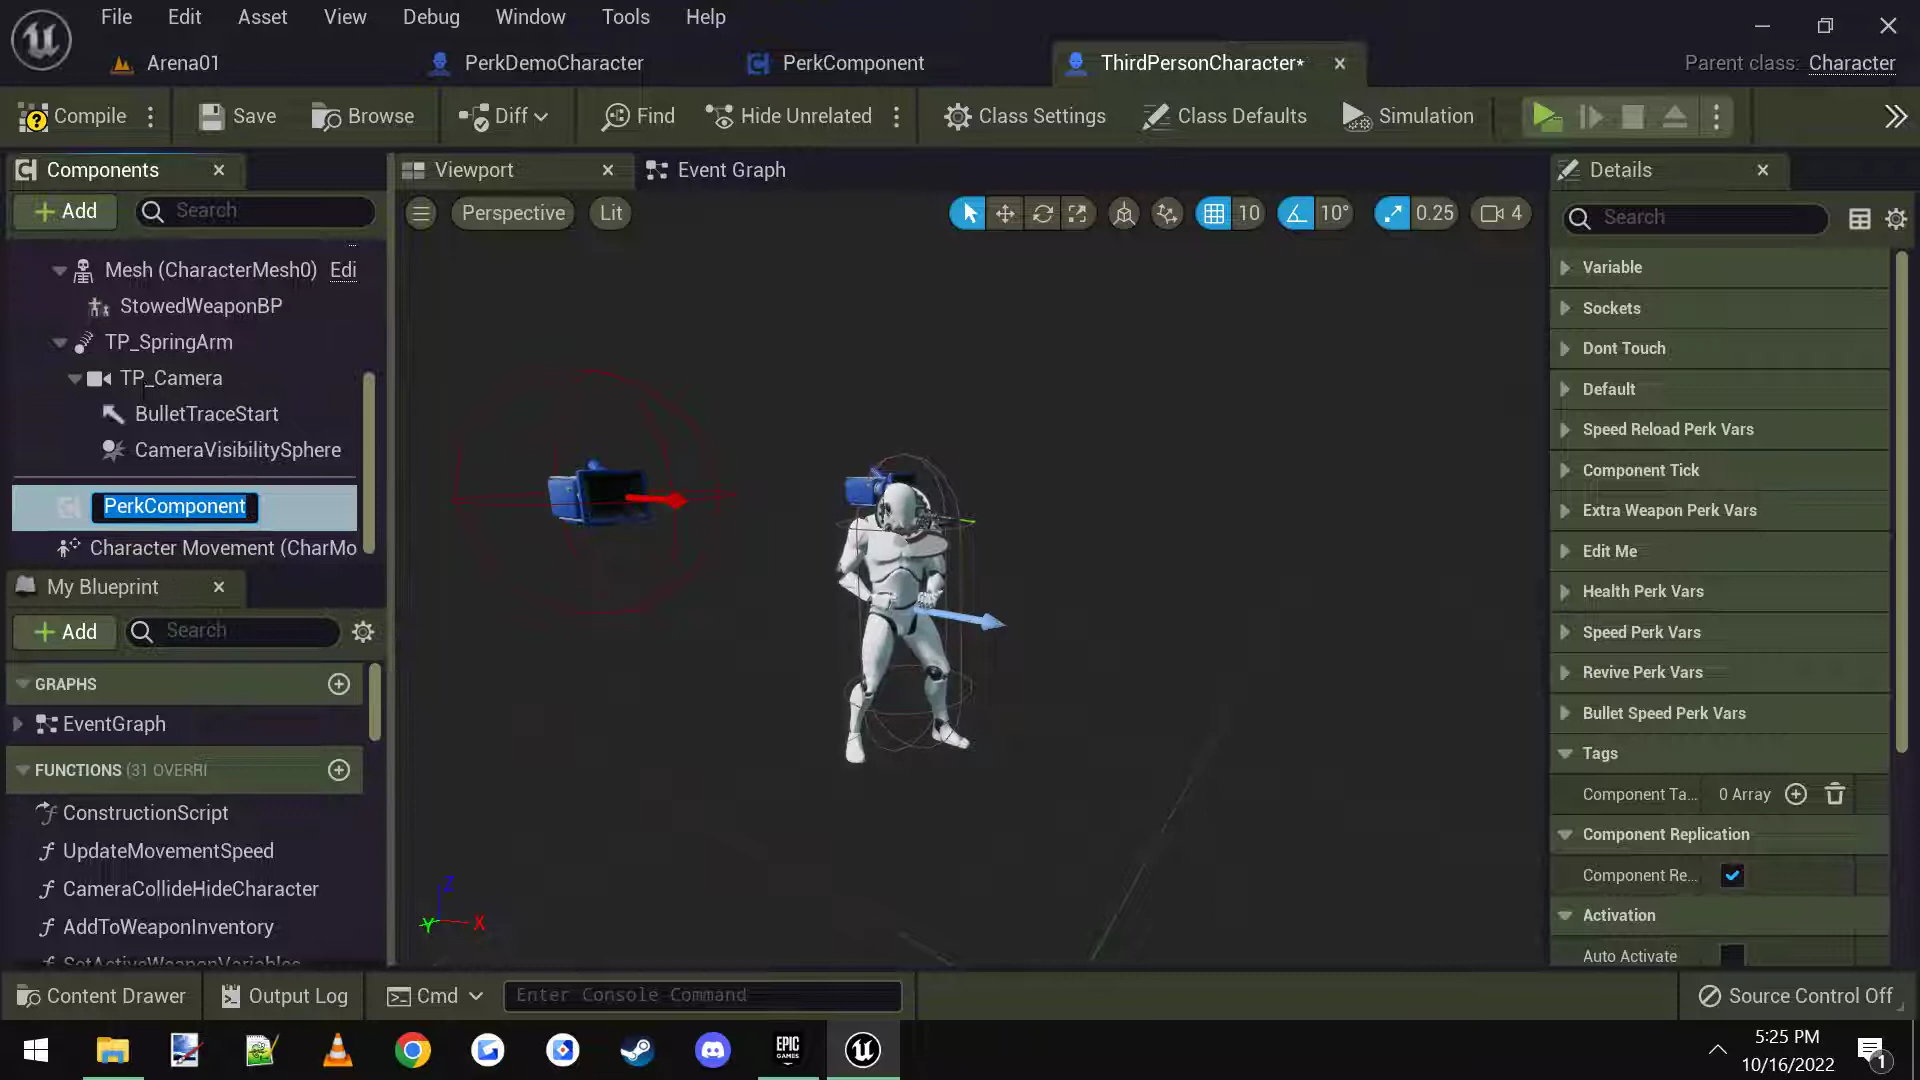 File Edit Asset View Debug Window Tools Help
Arena01 PerkDemoCharacter PerkComponent ThirdPersonCharacter* Parent class: Character
Compile Save Browse Diff Find Hide Unrelated Class Settings Class Defaults Simulation
Components Viewport Event Graph Details
Add Search Perspective Lit 10 10° 0.25 4 Search
Mesh (CharacterMesh0) Edi
StowedWeaponBP
TP_SpringArm
TP_Camera
BulletTraceStart
CameraVisibilitySphere
PerkComponent
Character Movement (CharMo
My Blueprint
Add Search
GRAPHS
EventGraph
FUNCTIONS (31 OVERRI
ConstructionScript
UpdateMovementSpeed
CameraCollideHideCharacter
AddToWeaponInventory
SetActiveWeaponVariables
Z
Y X
Variable
Sockets
Dont Touch
Default
Speed Reload Perk Vars
Component Tick
Extra Weapon Perk Vars
Edit Me
Health Perk Vars
Speed Perk Vars
Revive Perk Vars
Bullet Speed Perk Vars
Tags
Component Ta... 0 Array
Component Replication
Component Re...
Activation
Auto Activate
Content Drawer Output Log Cmd Enter Console Command Source Control Off
EPIC GAMES
5:25 PM
10/16/2022 1